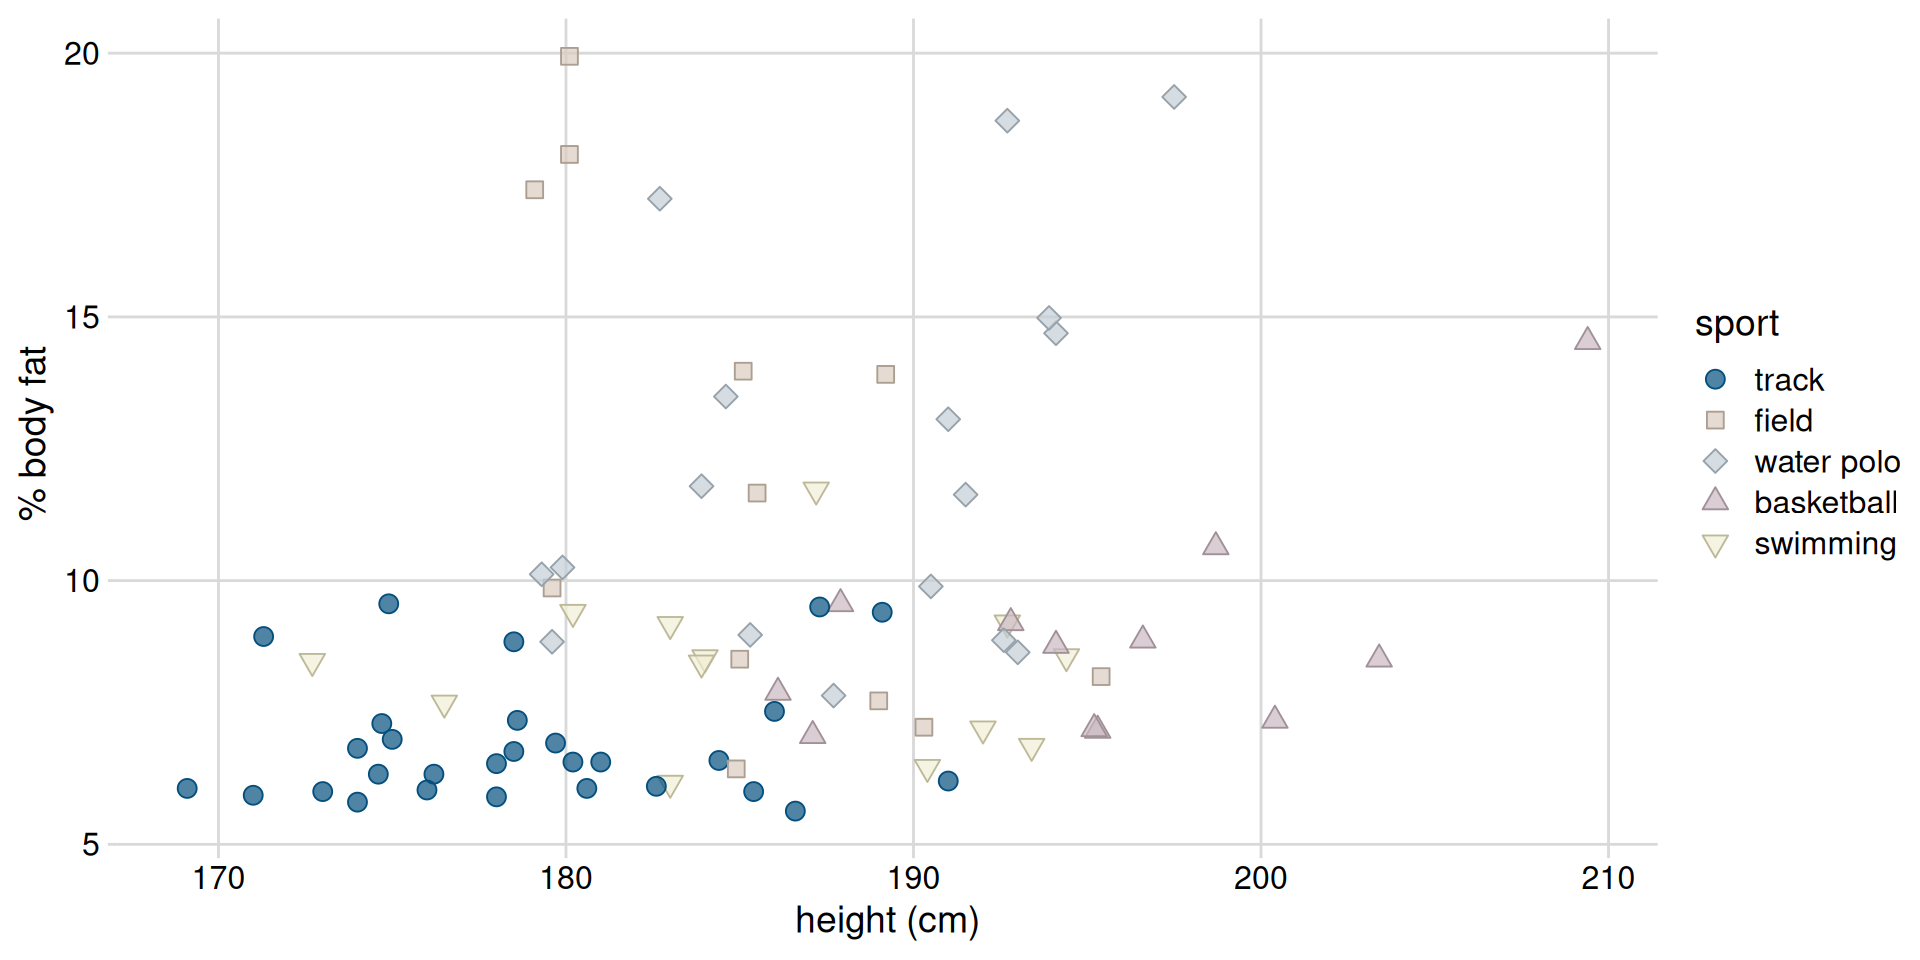 20
15
10
5
% body fat
170 180 190 200 210
height (cm)
sport
track
field
water polo
basketball
swimming